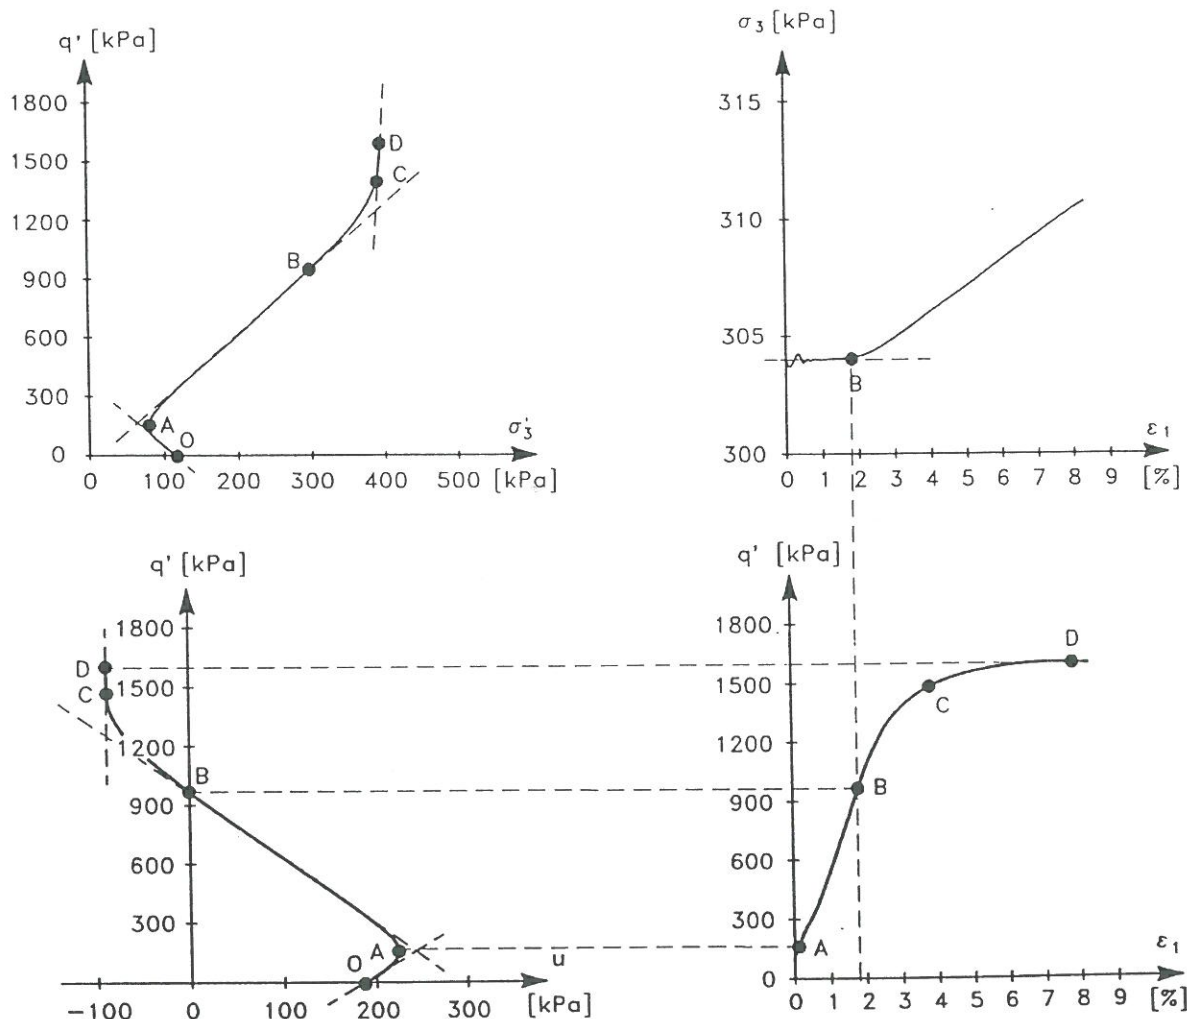 q' [kPa]
1800
1500
1200
900
600
300
0
D
C
B
A
O
σ₃'
0 100 200 300 400 500 [kPa]
σ₃ [kPa]
315
310
305
300
B
ε₁
0 1 2 3 4 5 6 7 8 9 [%]
q' [kPa]
1800
1500
1200
900
600
300
D
C
B
A
O
u
-100 0 100 200 300 [kPa]
q' [kPa]
1800
1500
1200
900
600
300
0
D
C
B
A
ε₁
0 1 2 3 4 5 6 7 8 9 [%]